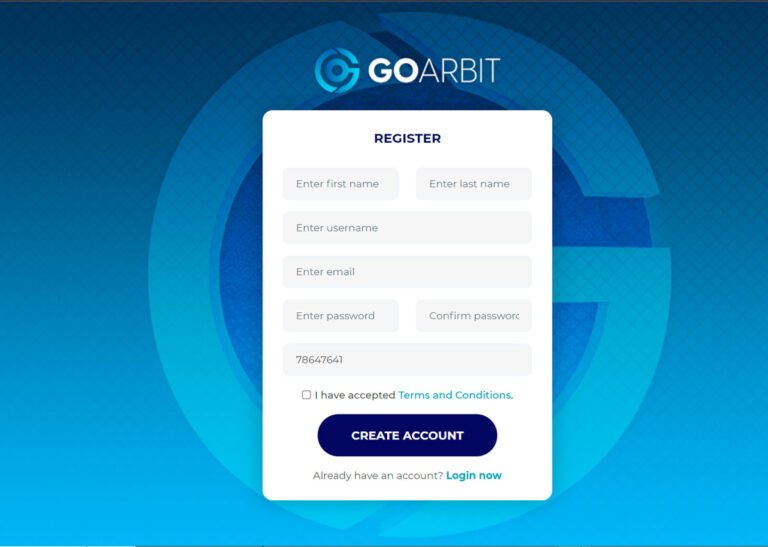 GOARBIT
REGISTER
Enter first name Enter last name
Enter username
Enter email
Enter password Confirm passworc
78647641
I have accepted Terms and Conditions.
CREATE ACCOUNT
Already have an account? Login now